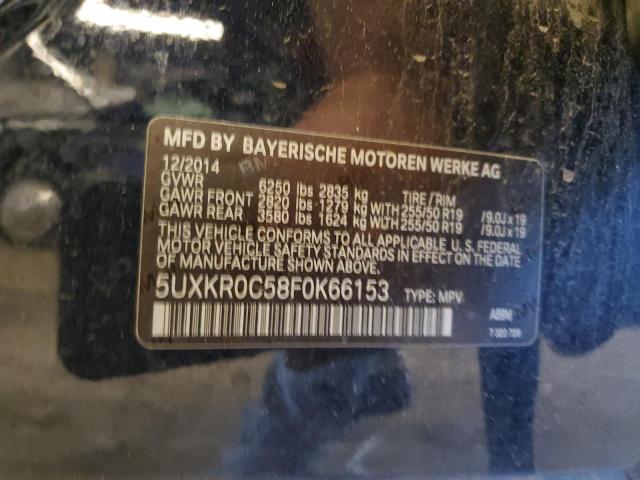 MFD BY BAYERISCHE MOTOREN WERKE AG
12/2014
GVWR 6250 lbs 2835 kg TIRE/RIM
GAWR FRONT 2820 lbs 1279 kg WITH 255/50 R19 /9.0J x 19
GAWR REAR 3580 lbs 1624 kg WITH 255/50 R19 /9.0J x 19
THIS VEHICLE CONFORMS TO ALL APPLICABLE U.S. FEDERAL
MOTOR VEHICLE SAFETY STANDARDS IN EFFECT ON THE DATE
OF MANUFACTURE SHOWN ABOVE.
5UXKR0C58F0K66153 TYPE: MPV